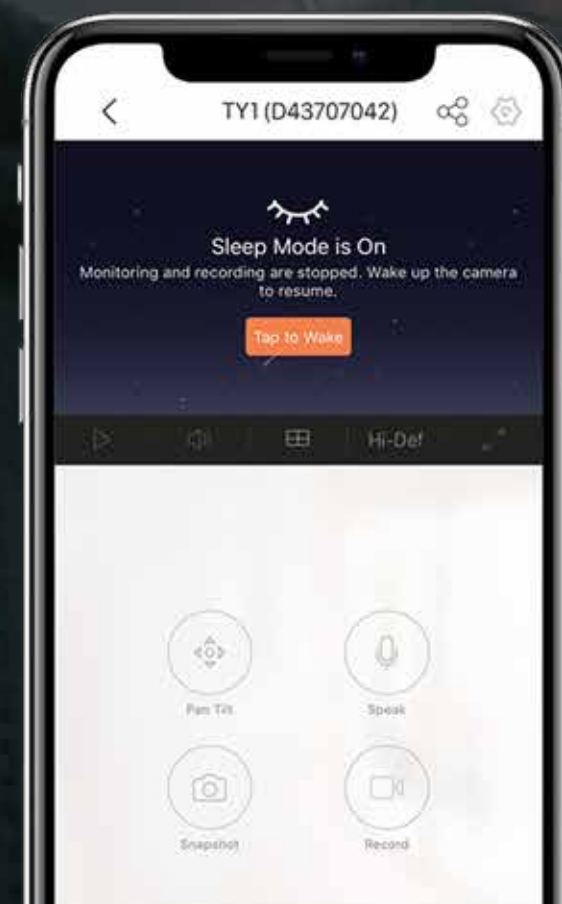 TY1 (D43707042)
Sleep Mode is On
Monitoring and recording are stopped. Wake up the camera
to resume.
Tap to Wake
Hi-Def
Pan Tilt
Speak
Snapshot
Record